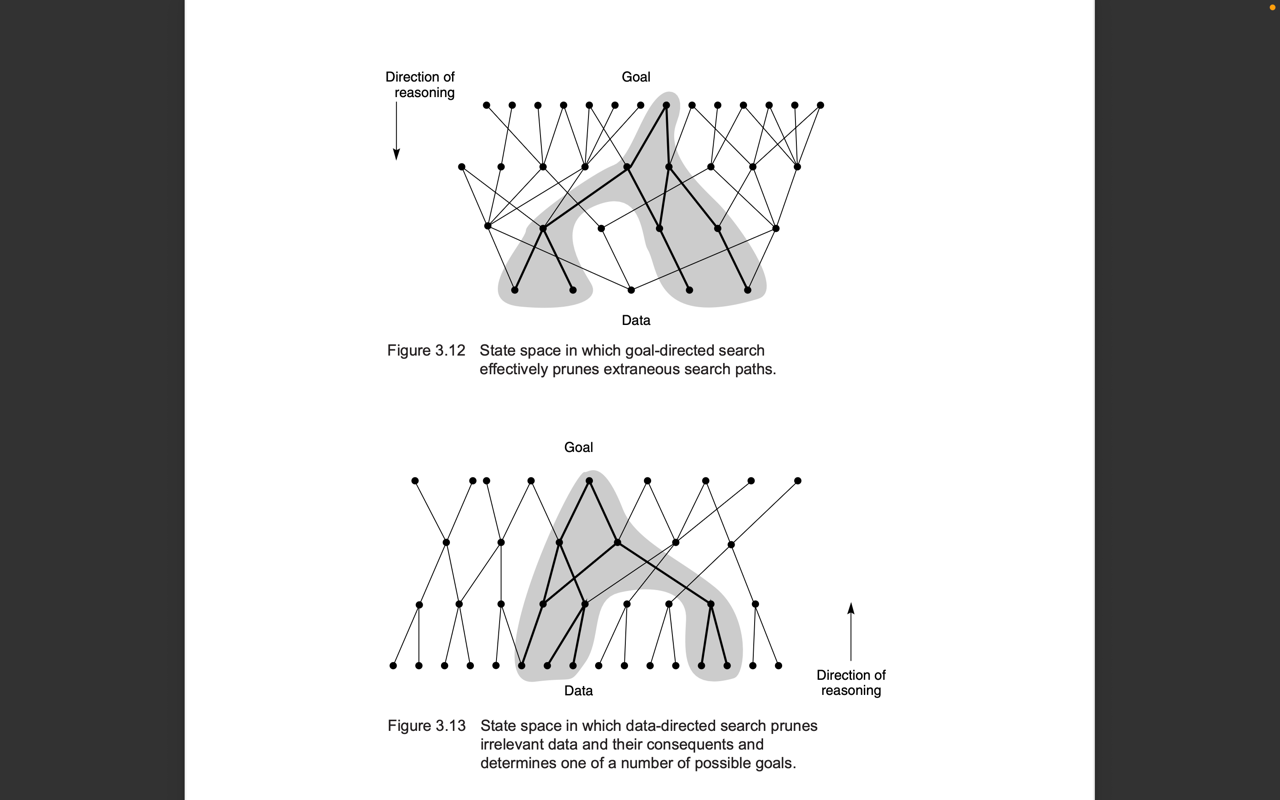 Direction of
reasoning
Goal
Data
Figure 3.12 State space in which goal-directed search
effectively prunes extraneous search paths.
Goal
Data
Direction of
reasoning
Figure 3.13 State space in which data-directed search prunes
irrelevant data and their consequents and
determines one of a number of possible goals.